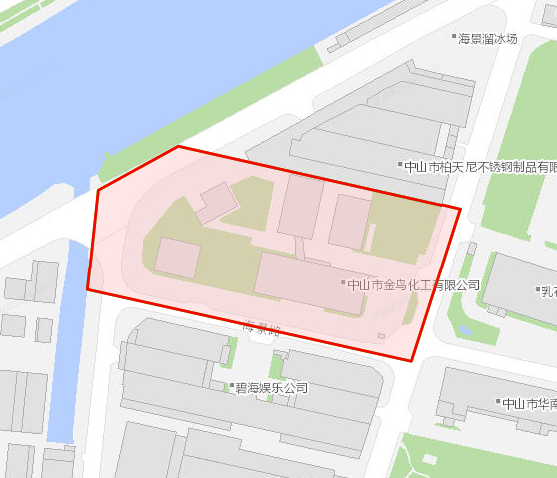 海景溜冰场
中山市柏天尼不锈钢制品有限
中山市金鸟化工有限公司
乳石
海景路
碧海娱乐公司
中山市华南